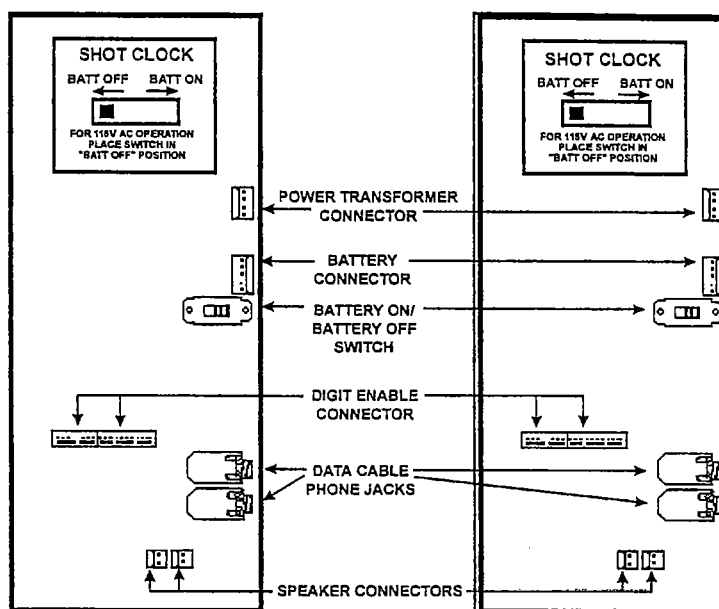 SHOT CLOCK
BATT OFF BATT ON
FOR 115V AC OPERATION
PLACE SWITCH IN
"BATT OFF" POSITION
SHOT CLOCK
BATT OFF BATT ON
FOR 115V AC OPERATION
PLACE SWITCH IN
"BATT OFF" POSITION
POWER TRANSFORMER
CONNECTOR
BATTERY
CONNECTOR
BATTERY ON/
BATTERY OFF
SWITCH
DIGIT ENABLE
CONNECTOR
DATA CABLE
PHONE JACKS
SPEAKER CONNECTORS